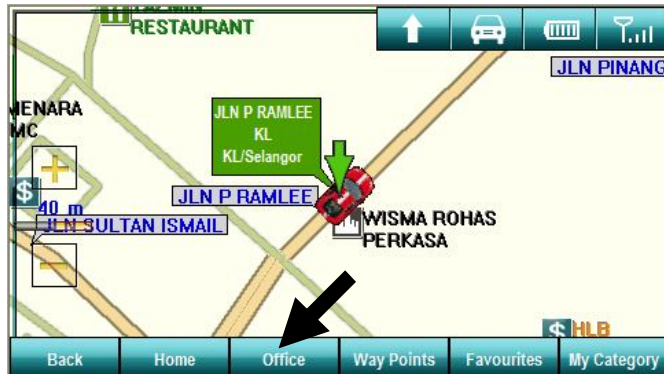 RESTAURANT
JLN PINANG
MENARA
MC
JLN P RAMLEE
KL
KL/Selangor
$
JLN P RAMLEE
40 m
JLN SULTAN ISMAIL
WISMA ROHAS
PERKASA
$ HLB
Back Home Office Way Points Favourites My Category